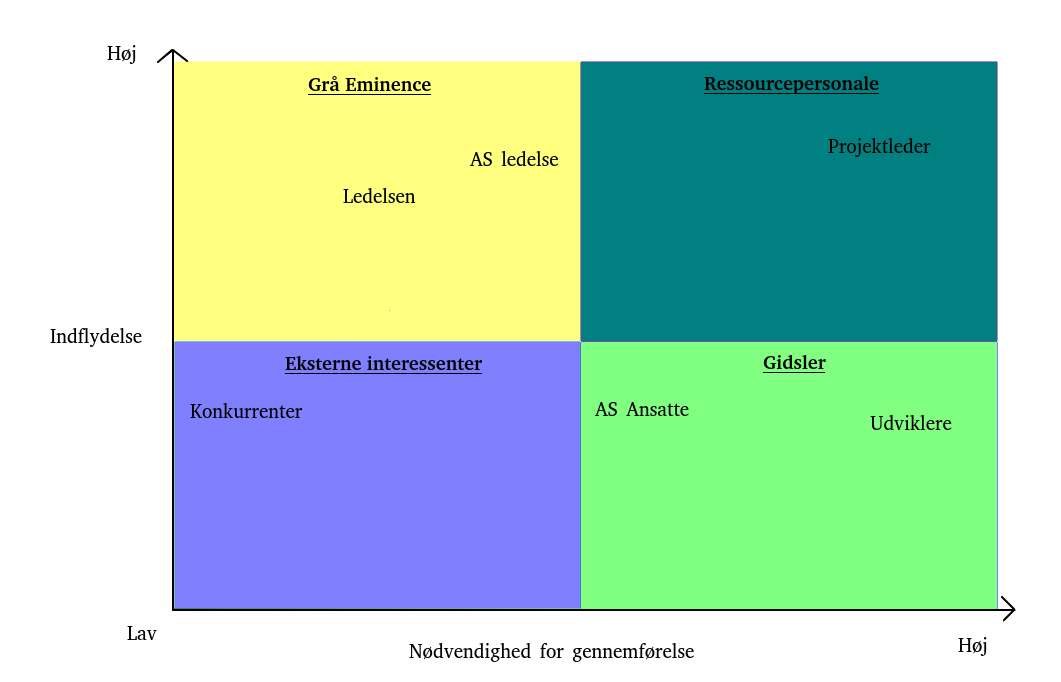 Høj
Grå Eminence
Ressourcepersonale
Projektleder
AS ledelse
Ledelsen
Indflydelse
Eksterne interessenter
Gidsler
Konkurrenter
AS Ansatte
Udviklere
Lav
Nødvendighed for gennemførelse
Høj